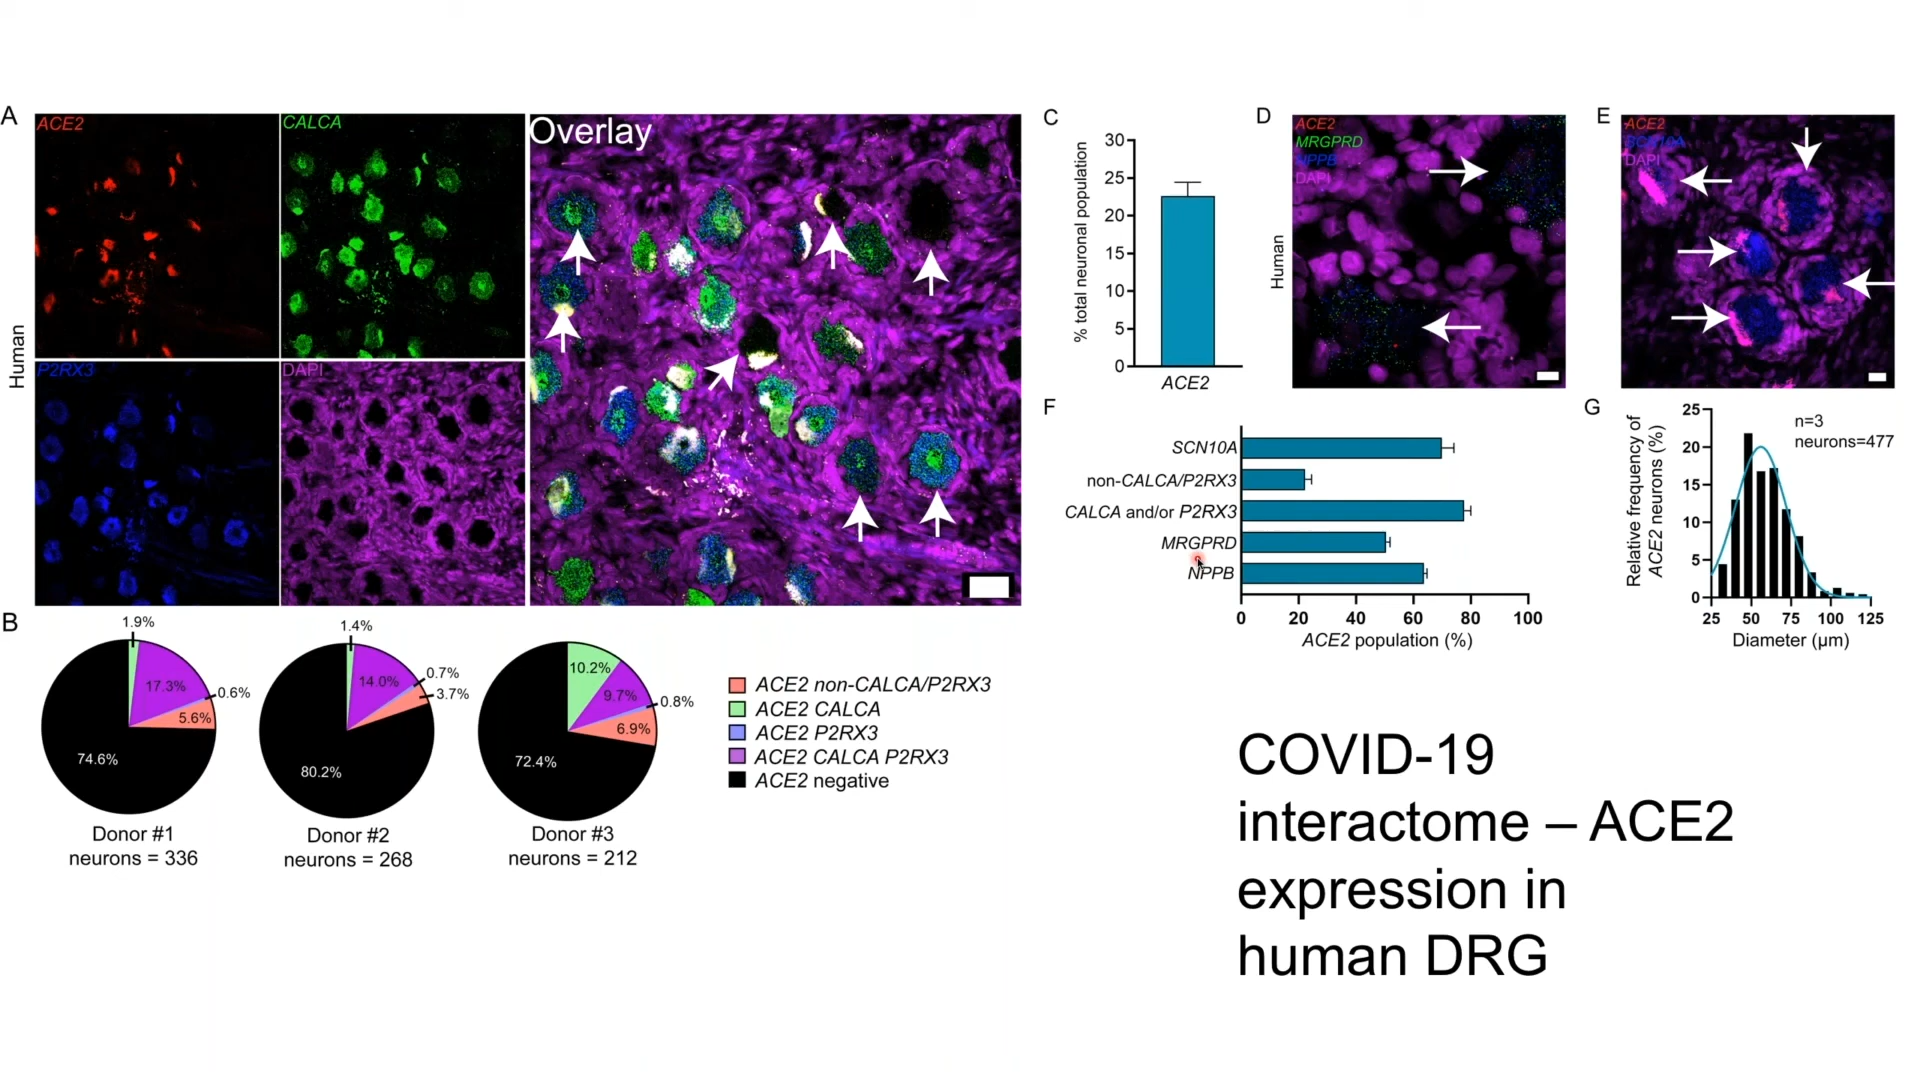 A
ACE2
CALCA
Overlay
P2RX3
DAPI
Human
B
1.9%
17.3%
0.6%
5.6%
74.6%
Donor #1
neurons = 336
1.4%
14.0%
0.7%
3.7%
80.2%
Donor #2
neurons = 268
10.2%
9.7%
0.8%
6.9%
72.4%
Donor #3
neurons = 212
ACE2 non-CALCA/P2RX3
ACE2 CALCA
ACE2 P2RX3
ACE2 CALCA P2RX3
ACE2 negative
C
% total neuronal population
30
25
20
15
10
5
0
ACE2
D
Human
ACE2
MRGPRD
NPPB
DAPI
E
ACE2
SCN10A
DAPI
F
SCN10A
non-CALCA/P2RX3
CALCA and/or P2RX3
MRGPRD
NPPB
0 20 40 60 80 100
ACE2 population (%)
G
Relative frequency of
ACE2 neurons (%)
25
20
15
10
5
0
n=3
neurons=477
25 50 75 100 125
Diameter (µm)
COVID-19
interactome – ACE2
expression in
human DRG